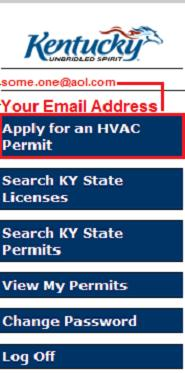 Kentucky
UNBRIDLED SPIRIT
some.one@aol.com
Your Email Address
Apply for an HVAC
Permit
Search KY State
Licenses
Search KY State
Permits
View My Permits
Change Password
Log Off